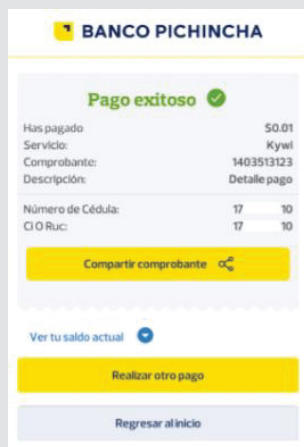 BANCO PICHINCHA
Pago exitoso
Has pagado $0.01
Servicio: Kywi
Comprobante: 1403513123
Descripción: Detalle pago
Número de Cédula: 17 10
CI O Ruc: 17 10
Compartir comprobante
Ver tu saldo actual
Realizar otro pago
Regresar al inicio